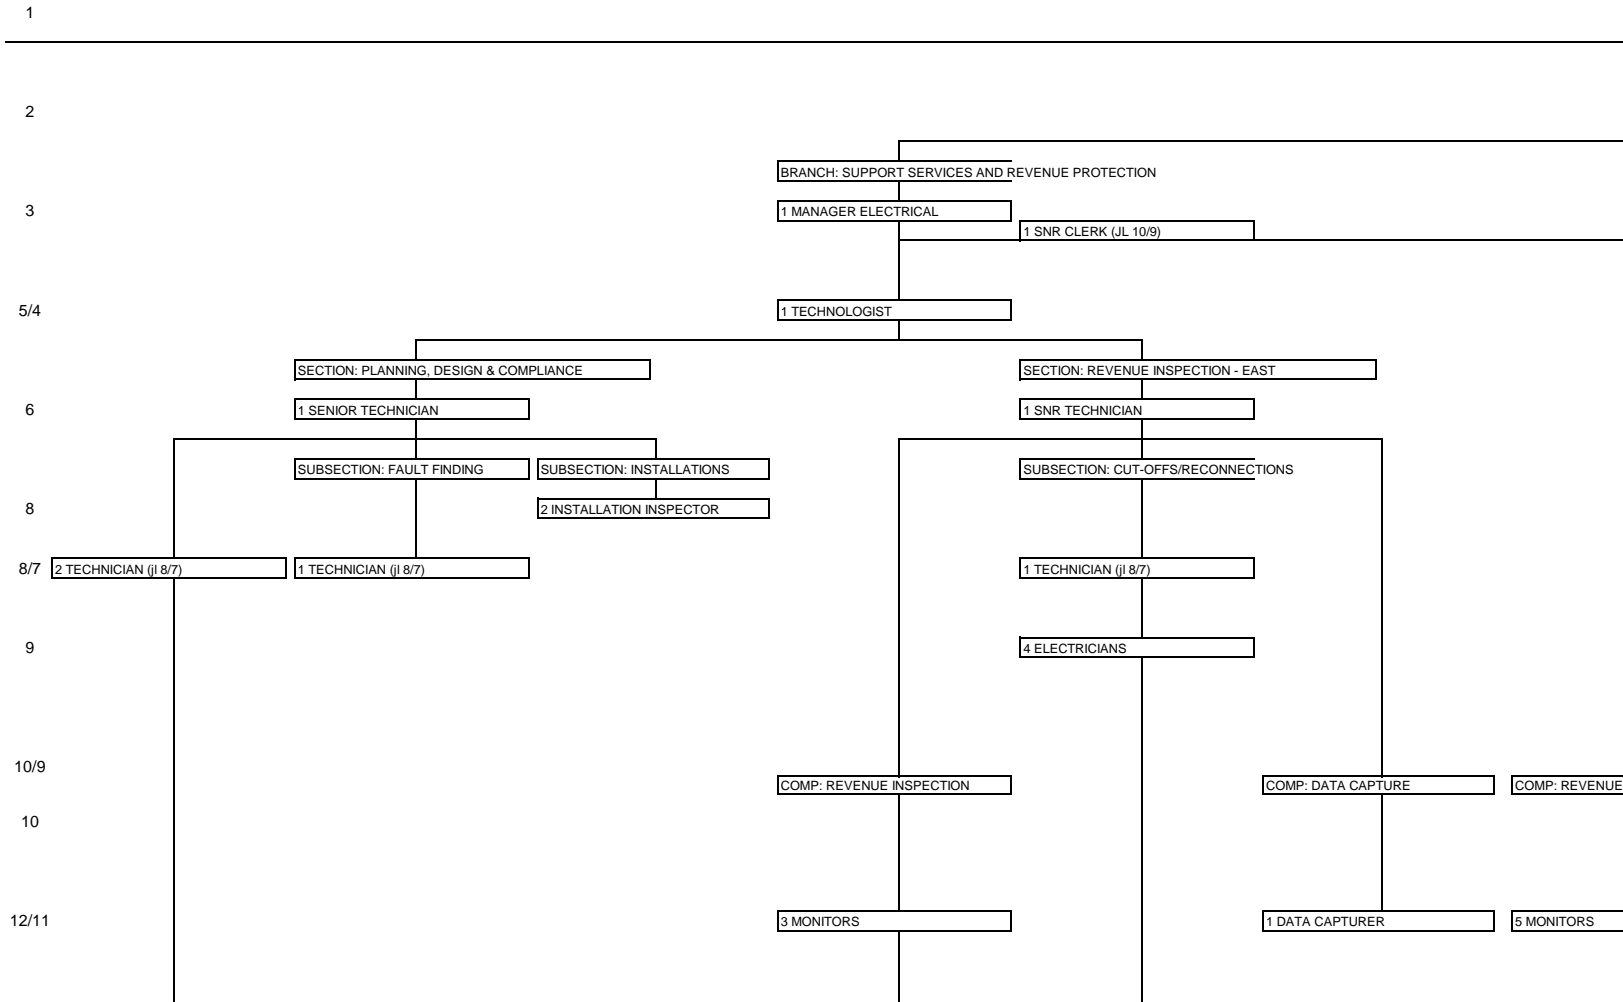 1
2
BRANCH: SUPPORT SERVICES AND REVENUE PROTECTION
3
1 MANAGER ELECTRICAL
1 SNR CLERK (JL 10/9)
5/4
1 TECHNOLOGIST
SECTION: PLANNING, DESIGN & COMPLIANCE
SECTION: REVENUE INSPECTION - EAST
6
1 SENIOR TECHNICIAN
1 SNR TECHNICIAN
SUBSECTION: FAULT FINDING
SUBSECTION: INSTALLATIONS
SUBSECTION: CUT-OFFS/RECONNECTIONS
8
2 INSTALLATION INSPECTOR
8/7
2 TECHNICIAN (jl 8/7)
1 TECHNICIAN (jl 8/7)
1 TECHNICIAN (jl 8/7)
9
4 ELECTRICIANS
10/9
COMP: REVENUE INSPECTION
COMP: DATA CAPTURE
COMP: REVENUE
10
12/11
3 MONITORS
1 DATA CAPTURER
5 MONITORS